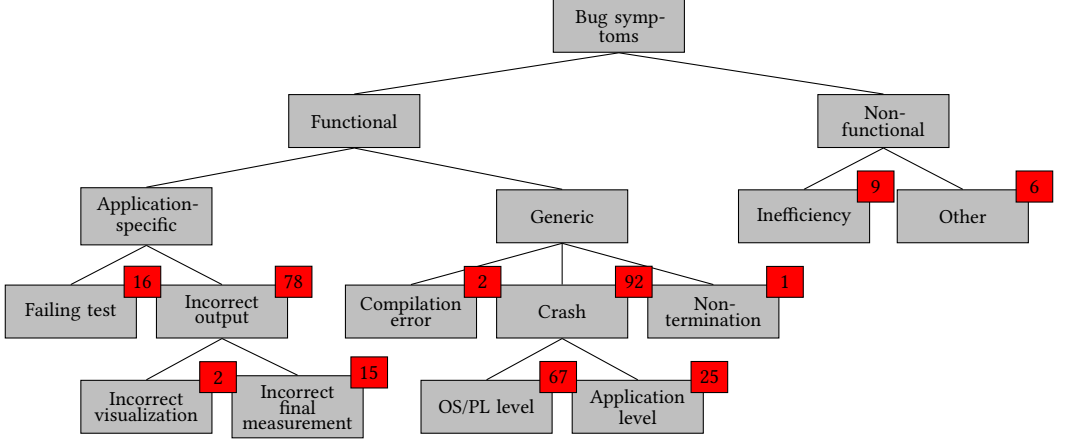 Bug symp-
toms
Functional
Non-
functional
Application-
specific
Generic
Inefficiency
9
Other
6
Failing test
16
Incorrect
output
78
Compilation
error
2
Crash
92
Non-
termination
1
Incorrect
visualization
2
Incorrect
final
measurement
15
OS/PL level
67
Application
level
25